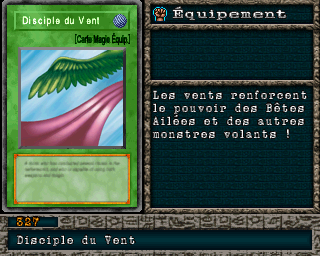 Disciple du Vent
[Carte Magie Équip.]
Équipement
Les vents renforcent
le pouvoir des Bêtes
Ailées et des autres
monstres volants !
327
Disciple du Vent